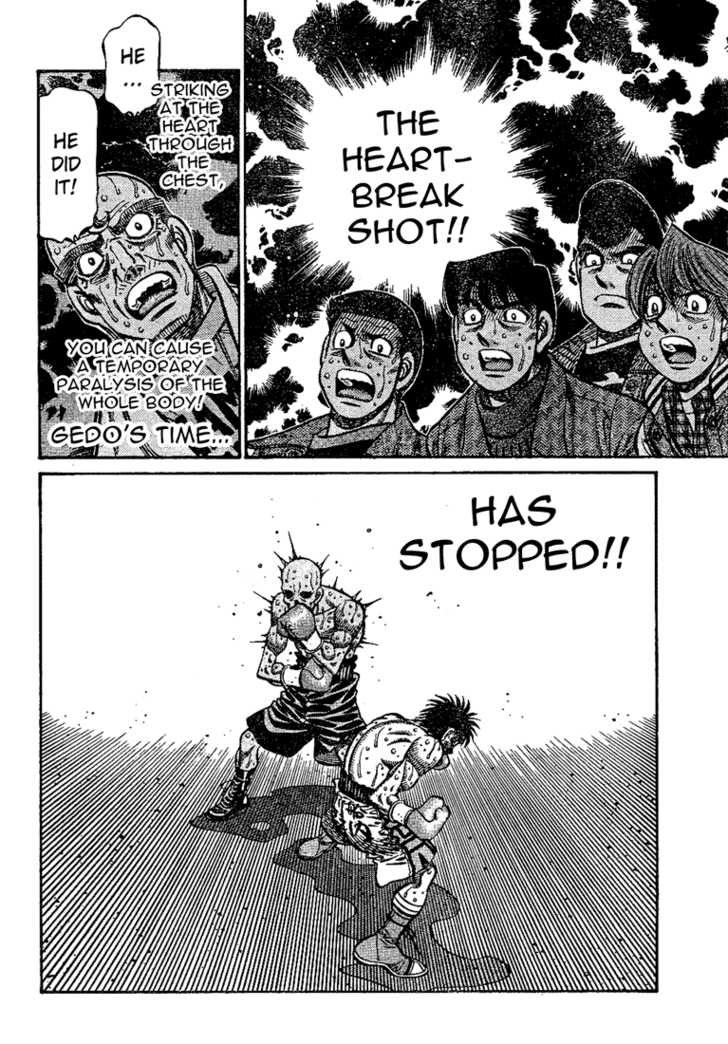 THE
HEART-
BREAK
SHOT!!
HE
...
HE
DID
IT!
STRIKING
AT THE
HEART
THROUGH
THE
CHEST,
YOU CAN CAUSE
A TEMPORARY
PARALYSIS OF THE
WHOLE BODY!
GEDO'S TIME...
HAS
STOPPED!!